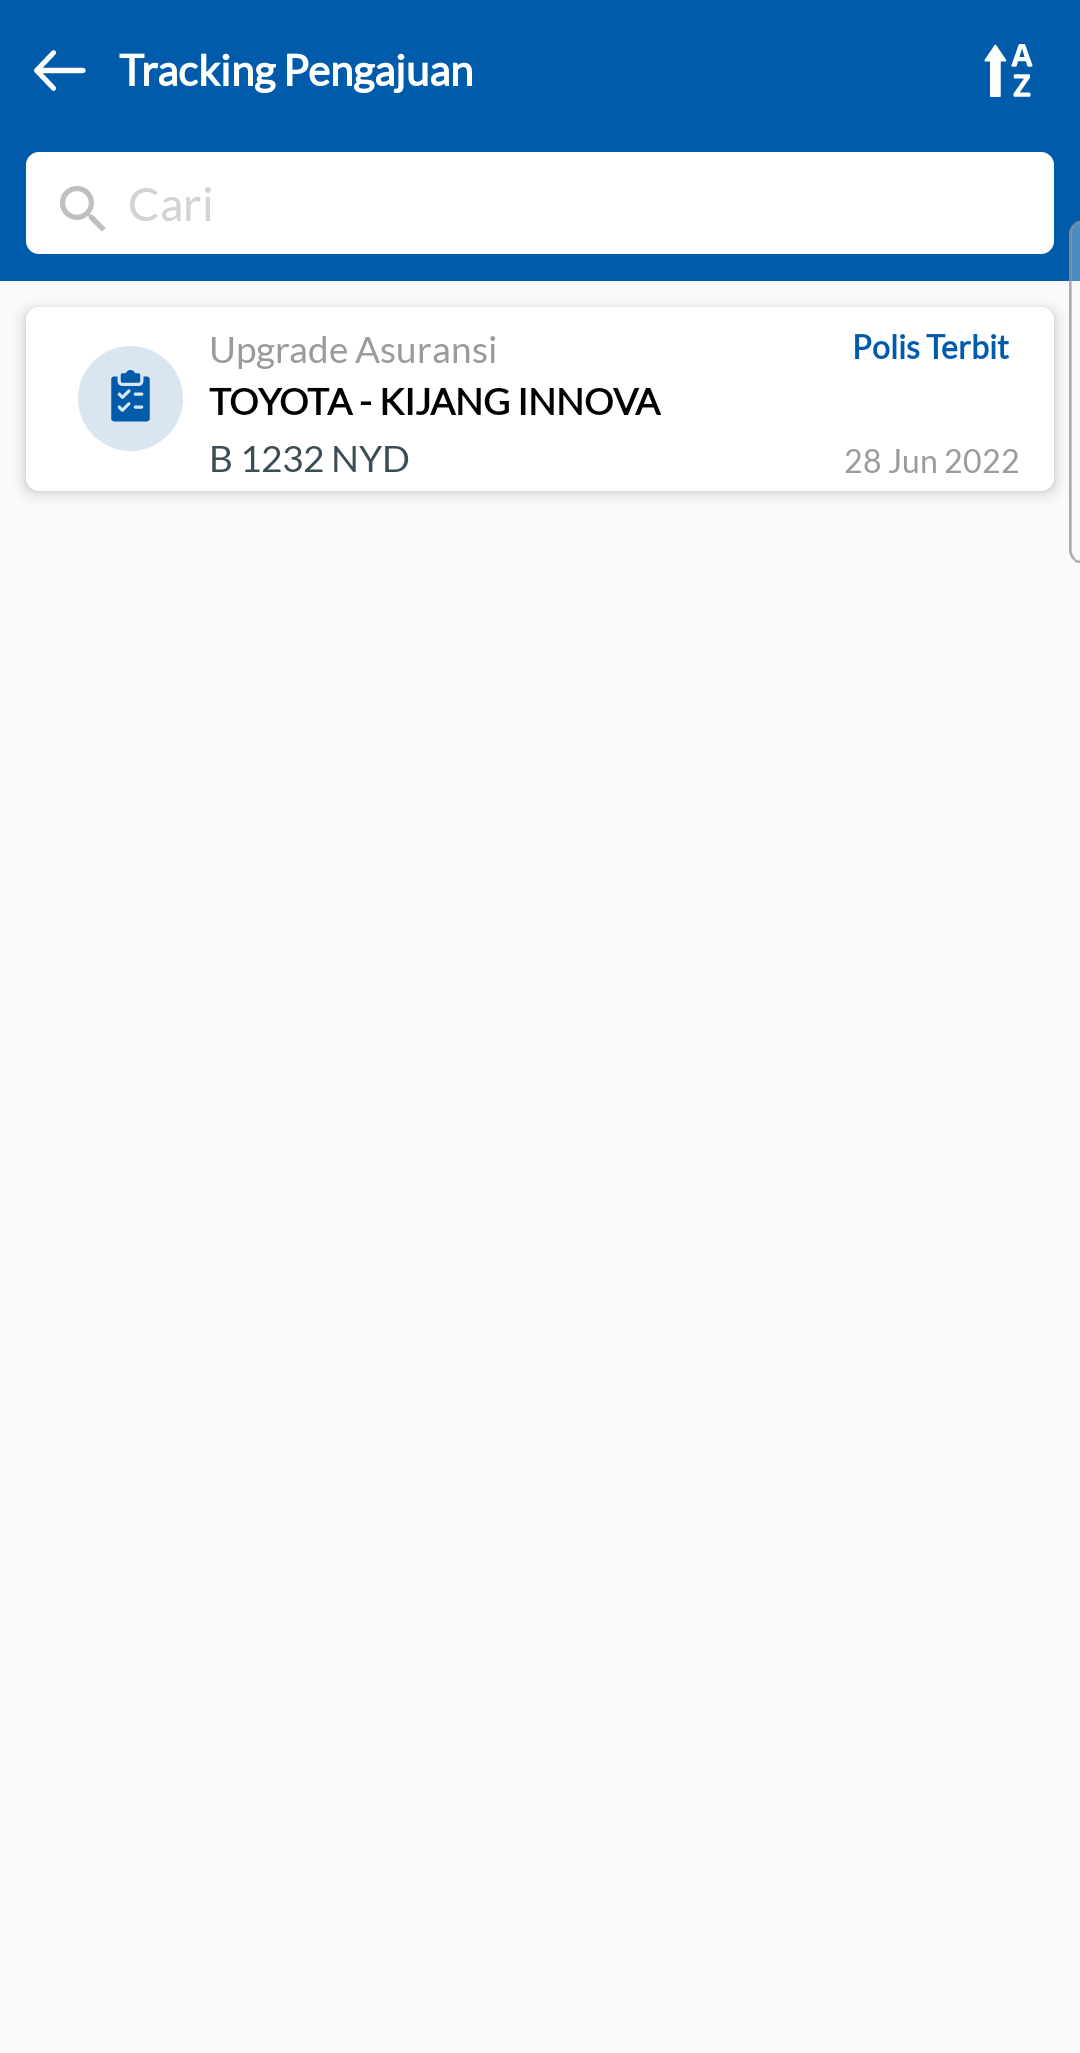 Tracking Pengajuan
A
Z
Cari
Upgrade Asuransi
Polis Terbit
TOYOTA - KIJANG INNOVA
B 1232 NYD
28 Jun 2022